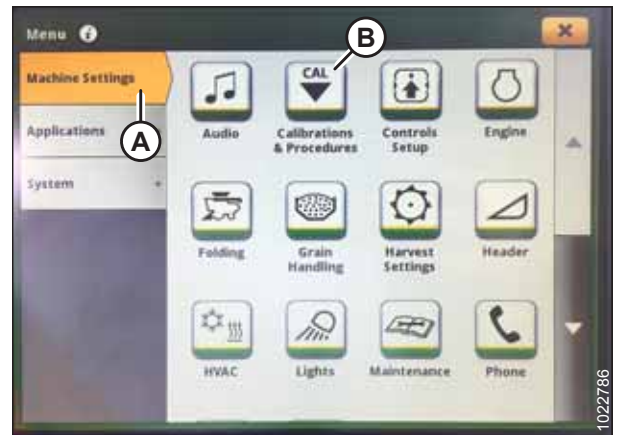 Menu i
B
Machine Settings
CAL
Applications
A
Audio
Calibrations
& Procedures
Controls
Setup
Engine
System
Folding
Grain
Handling
Harvest
Settings
Header
HVAC
Lights
Maintenance
Phone
1022786